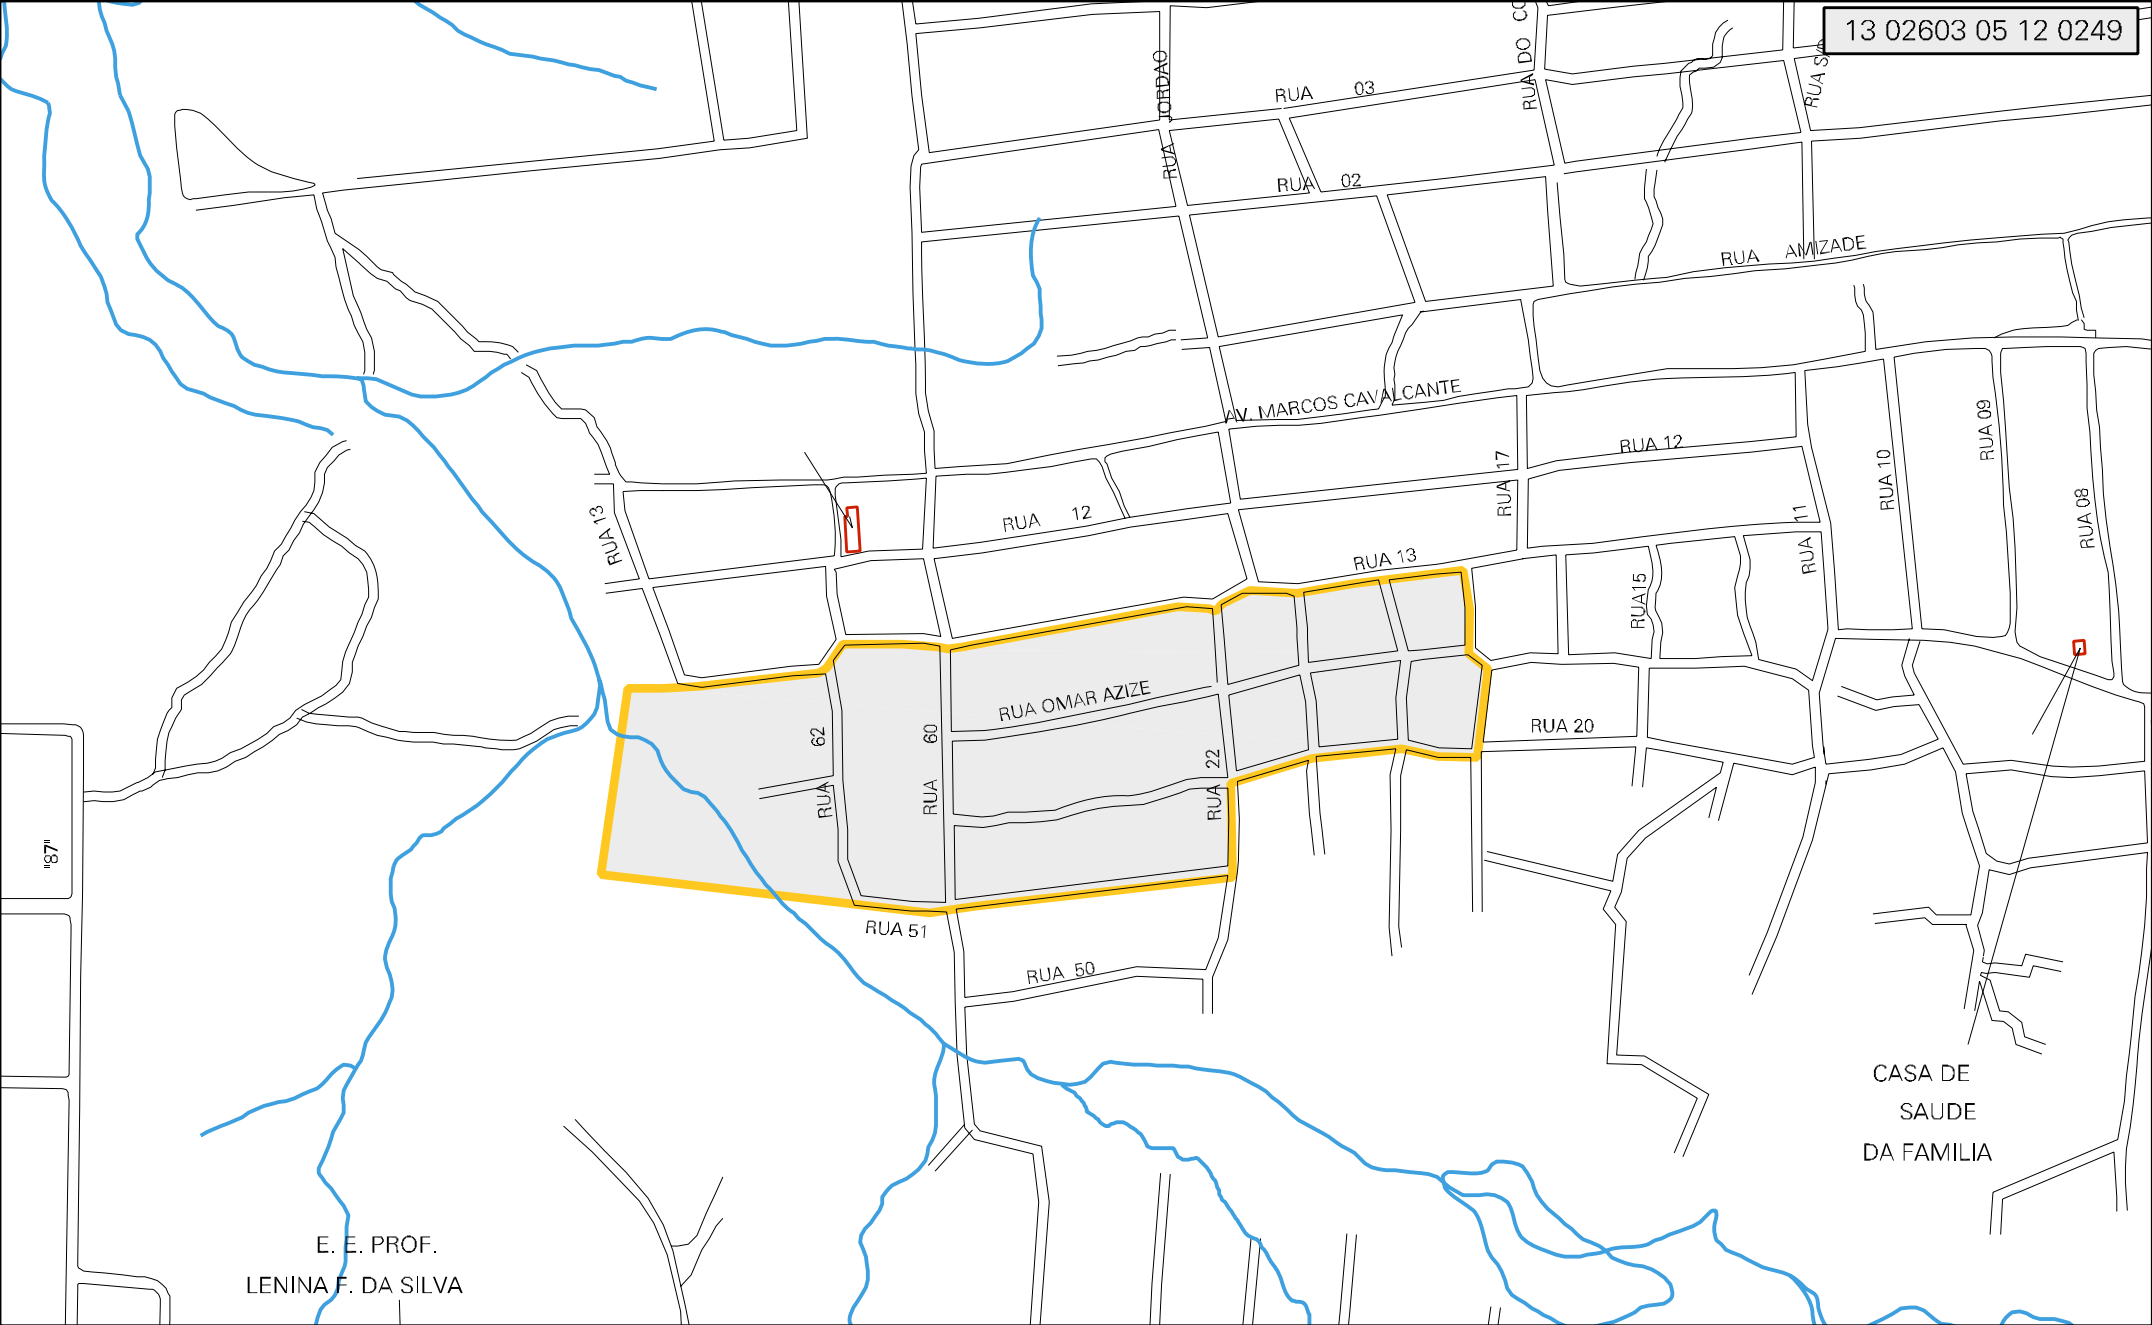 13 02603 05 12 0249
RUA DO
RUA JORDAO
RUA 03
RUA 02
RUA AMIZADE
AV. MARCOS CAVALCANTE
RUA 12
RUA 17
RUA 10
RUA 09
RUA 08
RUA 11
RUA 13
RUA 12
RUA 13
RUA15
RUA OMAR AZIZE
RUA 62
RUA 60
RUA 22
RUA 20
"87"
RUA 51
RUA 50
CASA DE
SAUDE
DA FAMILIA
E. E. PROF.
LENINA F. DA SILVA